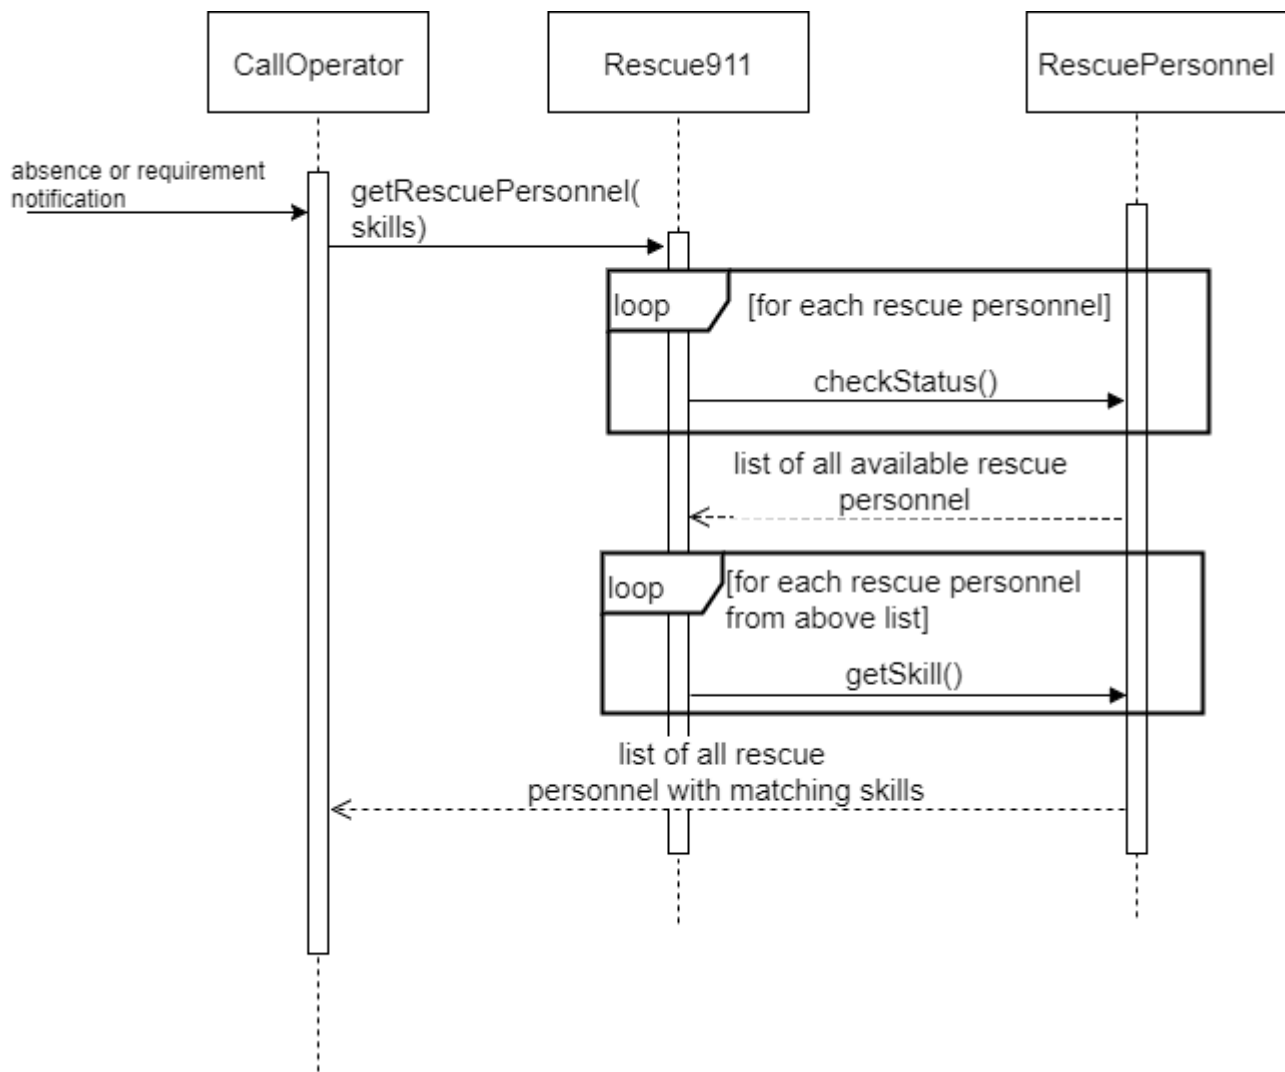 CallOperator
Rescue911
RescuePersonnel
absence or requirement
notification
getRescuePersonnel(
skills)
loop
[for each rescue personnel]
checkStatus()
list of all available rescue
personnel
loop
[for each rescue personnel
from above list]
getSkill()
list of all rescue
personnel with matching skills